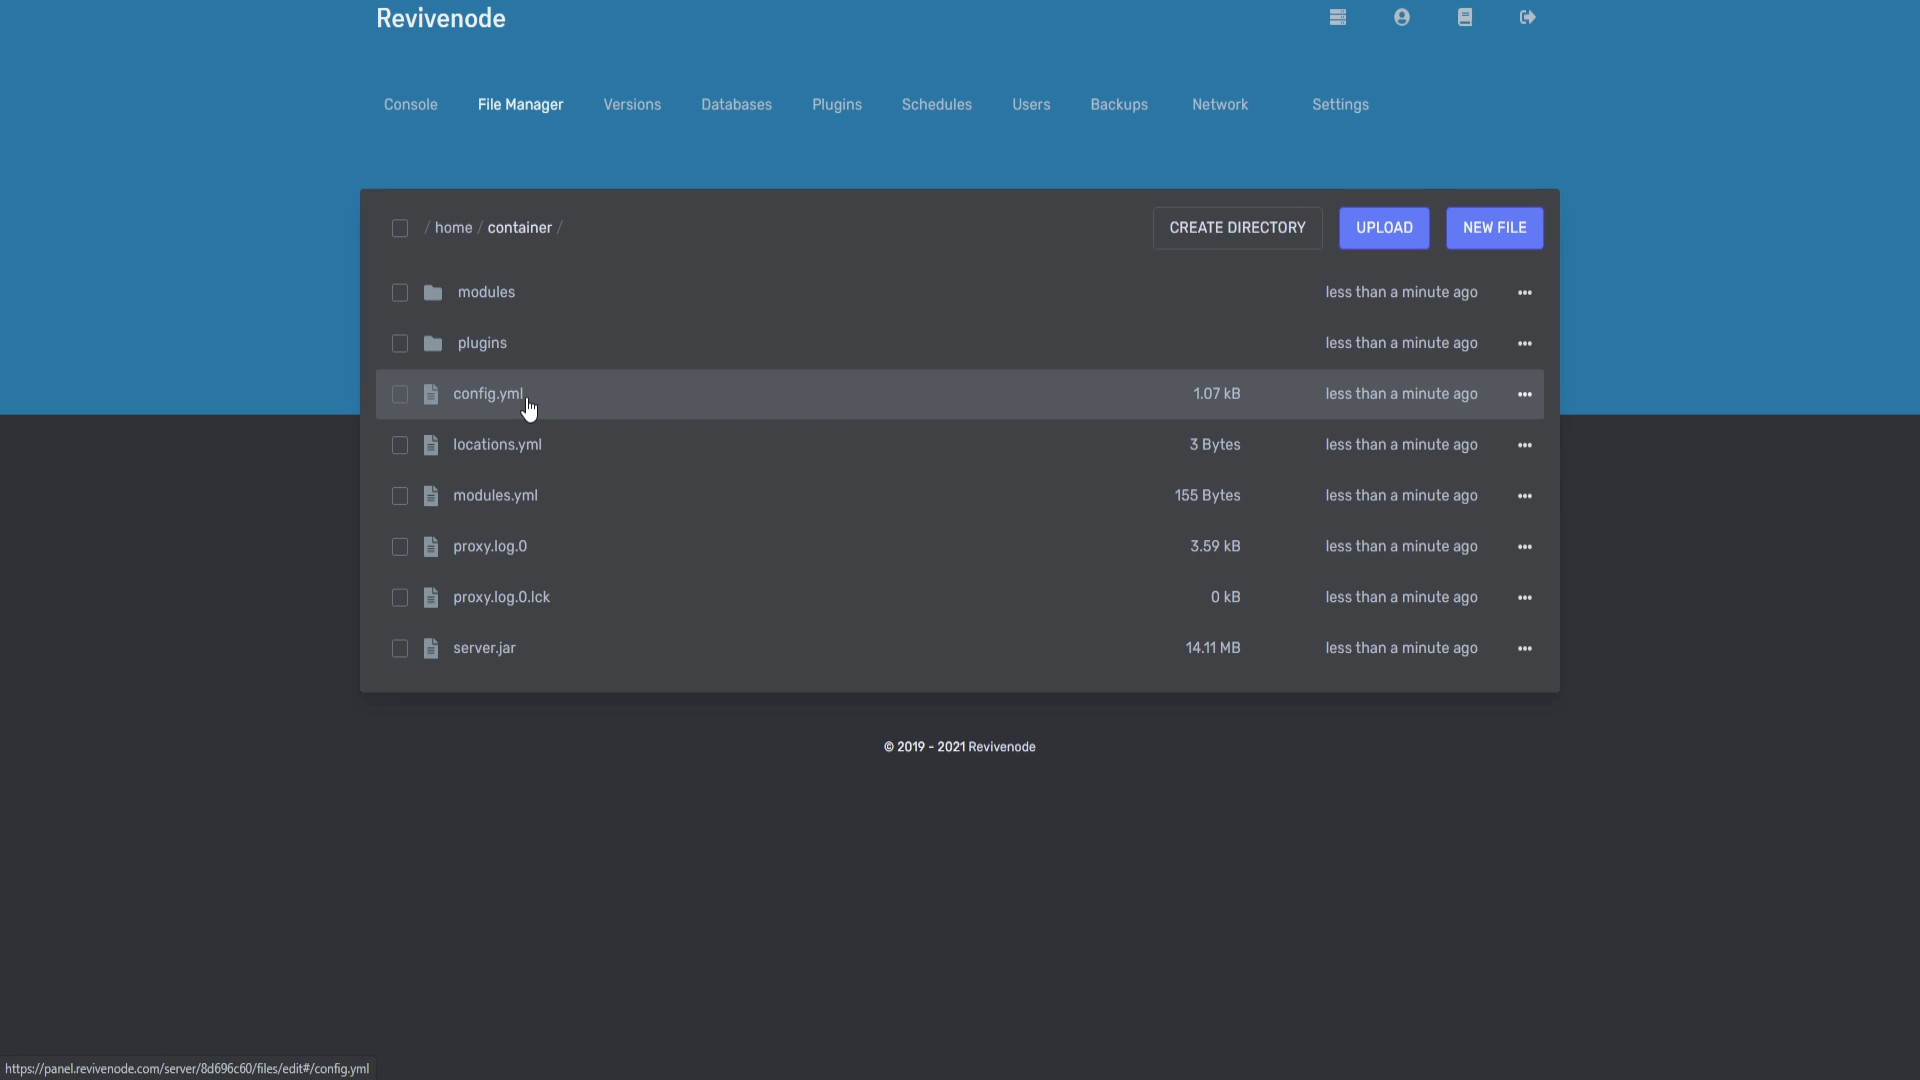 Revivenode
Console File Manager Versions Databases Plugins Schedules Users Backups Network Settings
/ home / container / CREATE DIRECTORY UPLOAD NEW FILE
modules less than a minute ago
plugins less than a minute ago
config.yml 1.07 kB less than a minute ago
locations.yml 3 Bytes less than a minute ago
modules.yml 155 Bytes less than a minute ago
proxy.log.0 3.59 kB less than a minute ago
proxy.log.0.lck 0 kB less than a minute ago
server.jar 14.11 MB less than a minute ago
© 2019 - 2021 Revivenode
https://panel.revivenode.com/server/8d696c60/files/edit#/config.yml